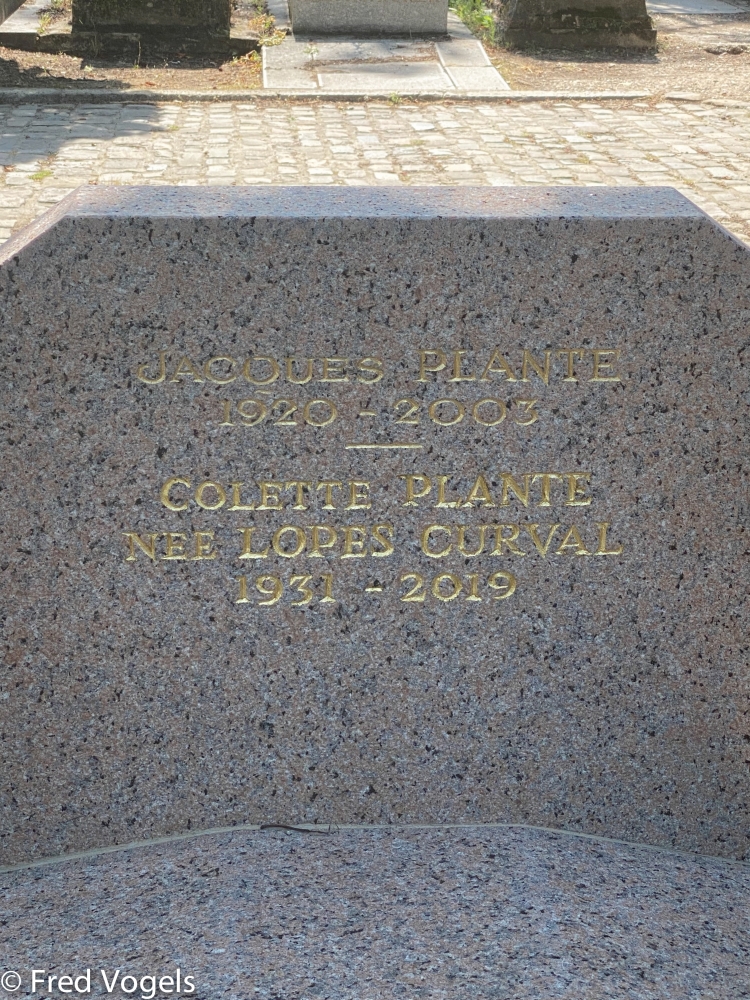 JACQUES PLANTE
1920 - 2003
COLETTE PLANTE
NEE LOPES CURVAL
1931 - 2019
© Fred Vogels